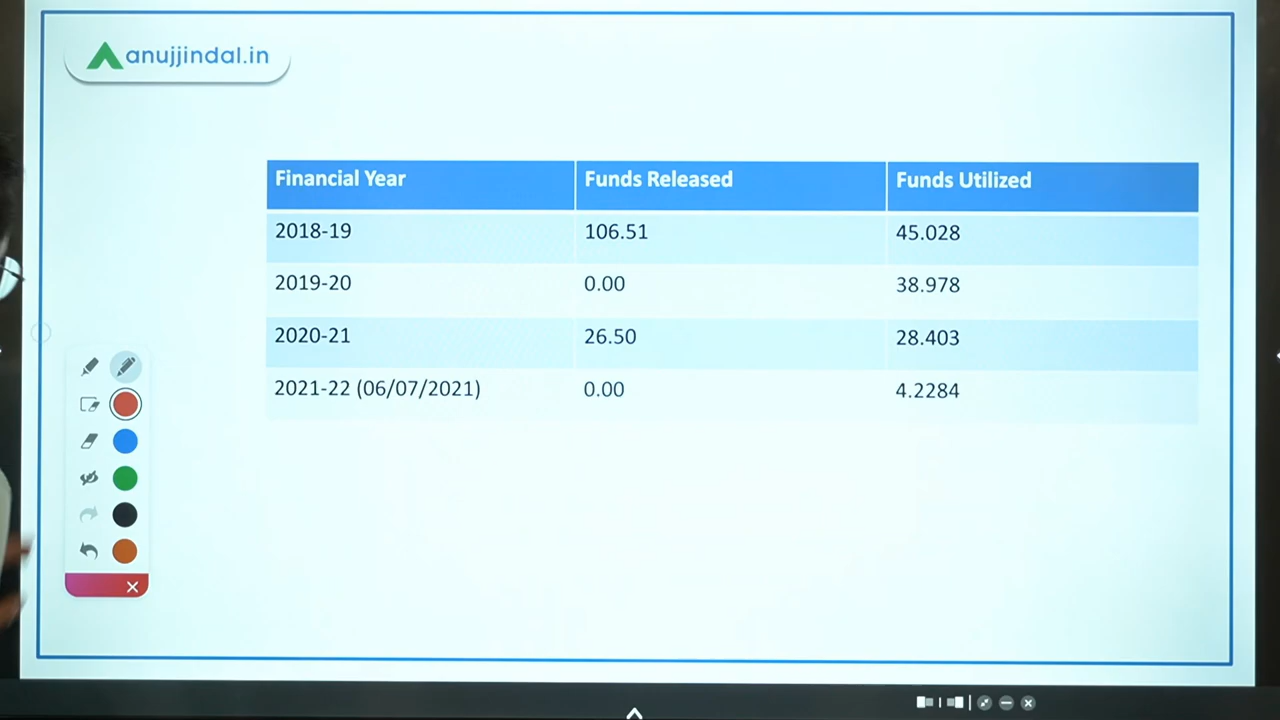 anujjindal.in
Financial Year Funds Released Funds Utilized
2018-19 106.51 45.028
2019-20 0.00 38.978
2020-21 26.50 28.403
2021-22 (06/07/2021) 0.00 4.2284